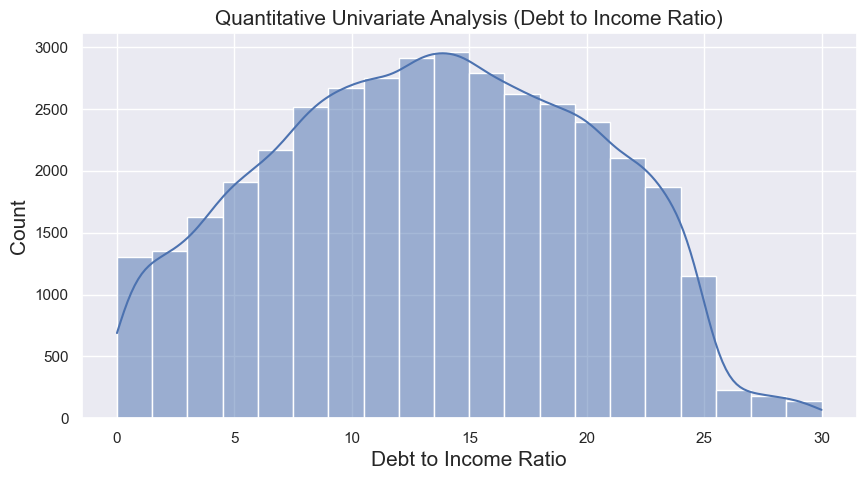 Quantitative Univariate Analysis (Debt to Income Ratio)
3000
2500
2000
1500
1000
500
0
Count
0 5 10 15 20 25 30
Debt to Income Ratio